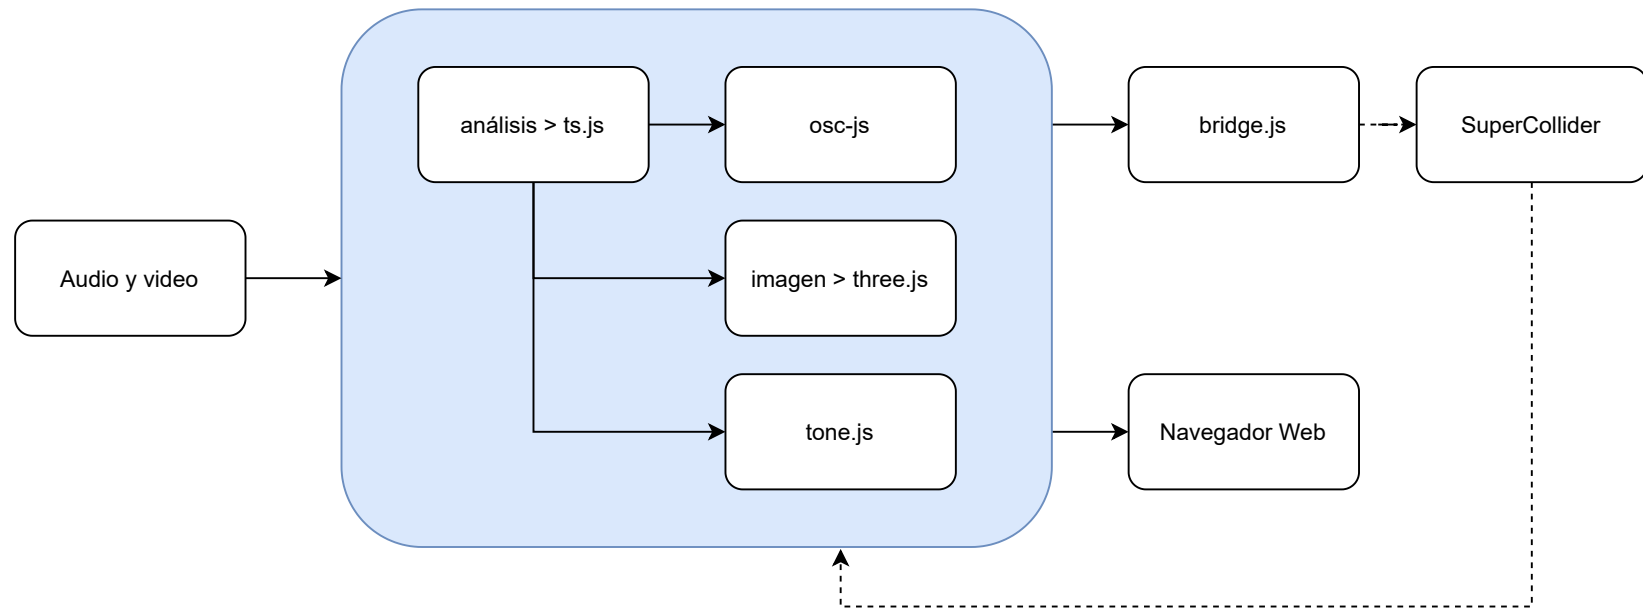 análisis > ts.js
osc-js
bridge.js
SuperCollider
Audio y video
imagen > three.js
tone.js
Navegador Web